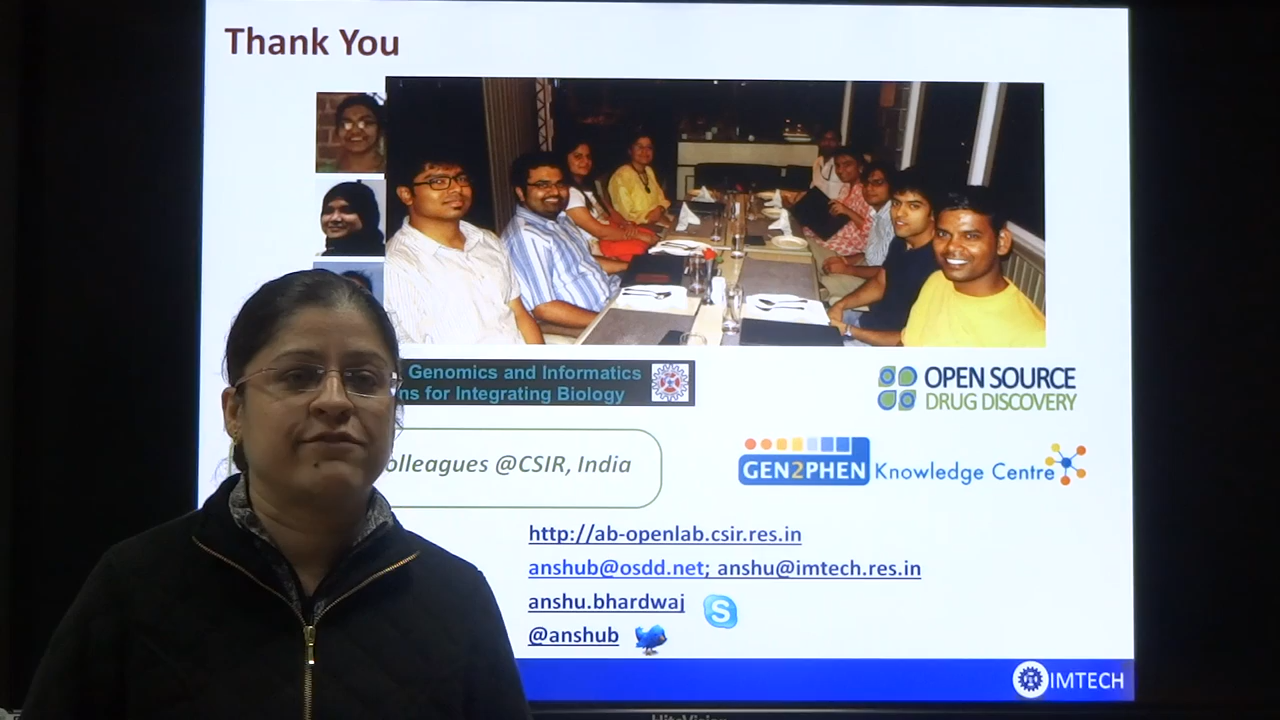 Thank You
Genomics and Informatics
ns for Integrating Biology
OPEN SOURCE
DRUG DISCOVERY
olleagues @CSIR, India
GEN2PHEN Knowledge Centre
http://ab-openlab.csir.res.in
anshub@osdd.net; anshu@imtech.res.in
anshu.bhardwaj
S
@anshub
IMTECH